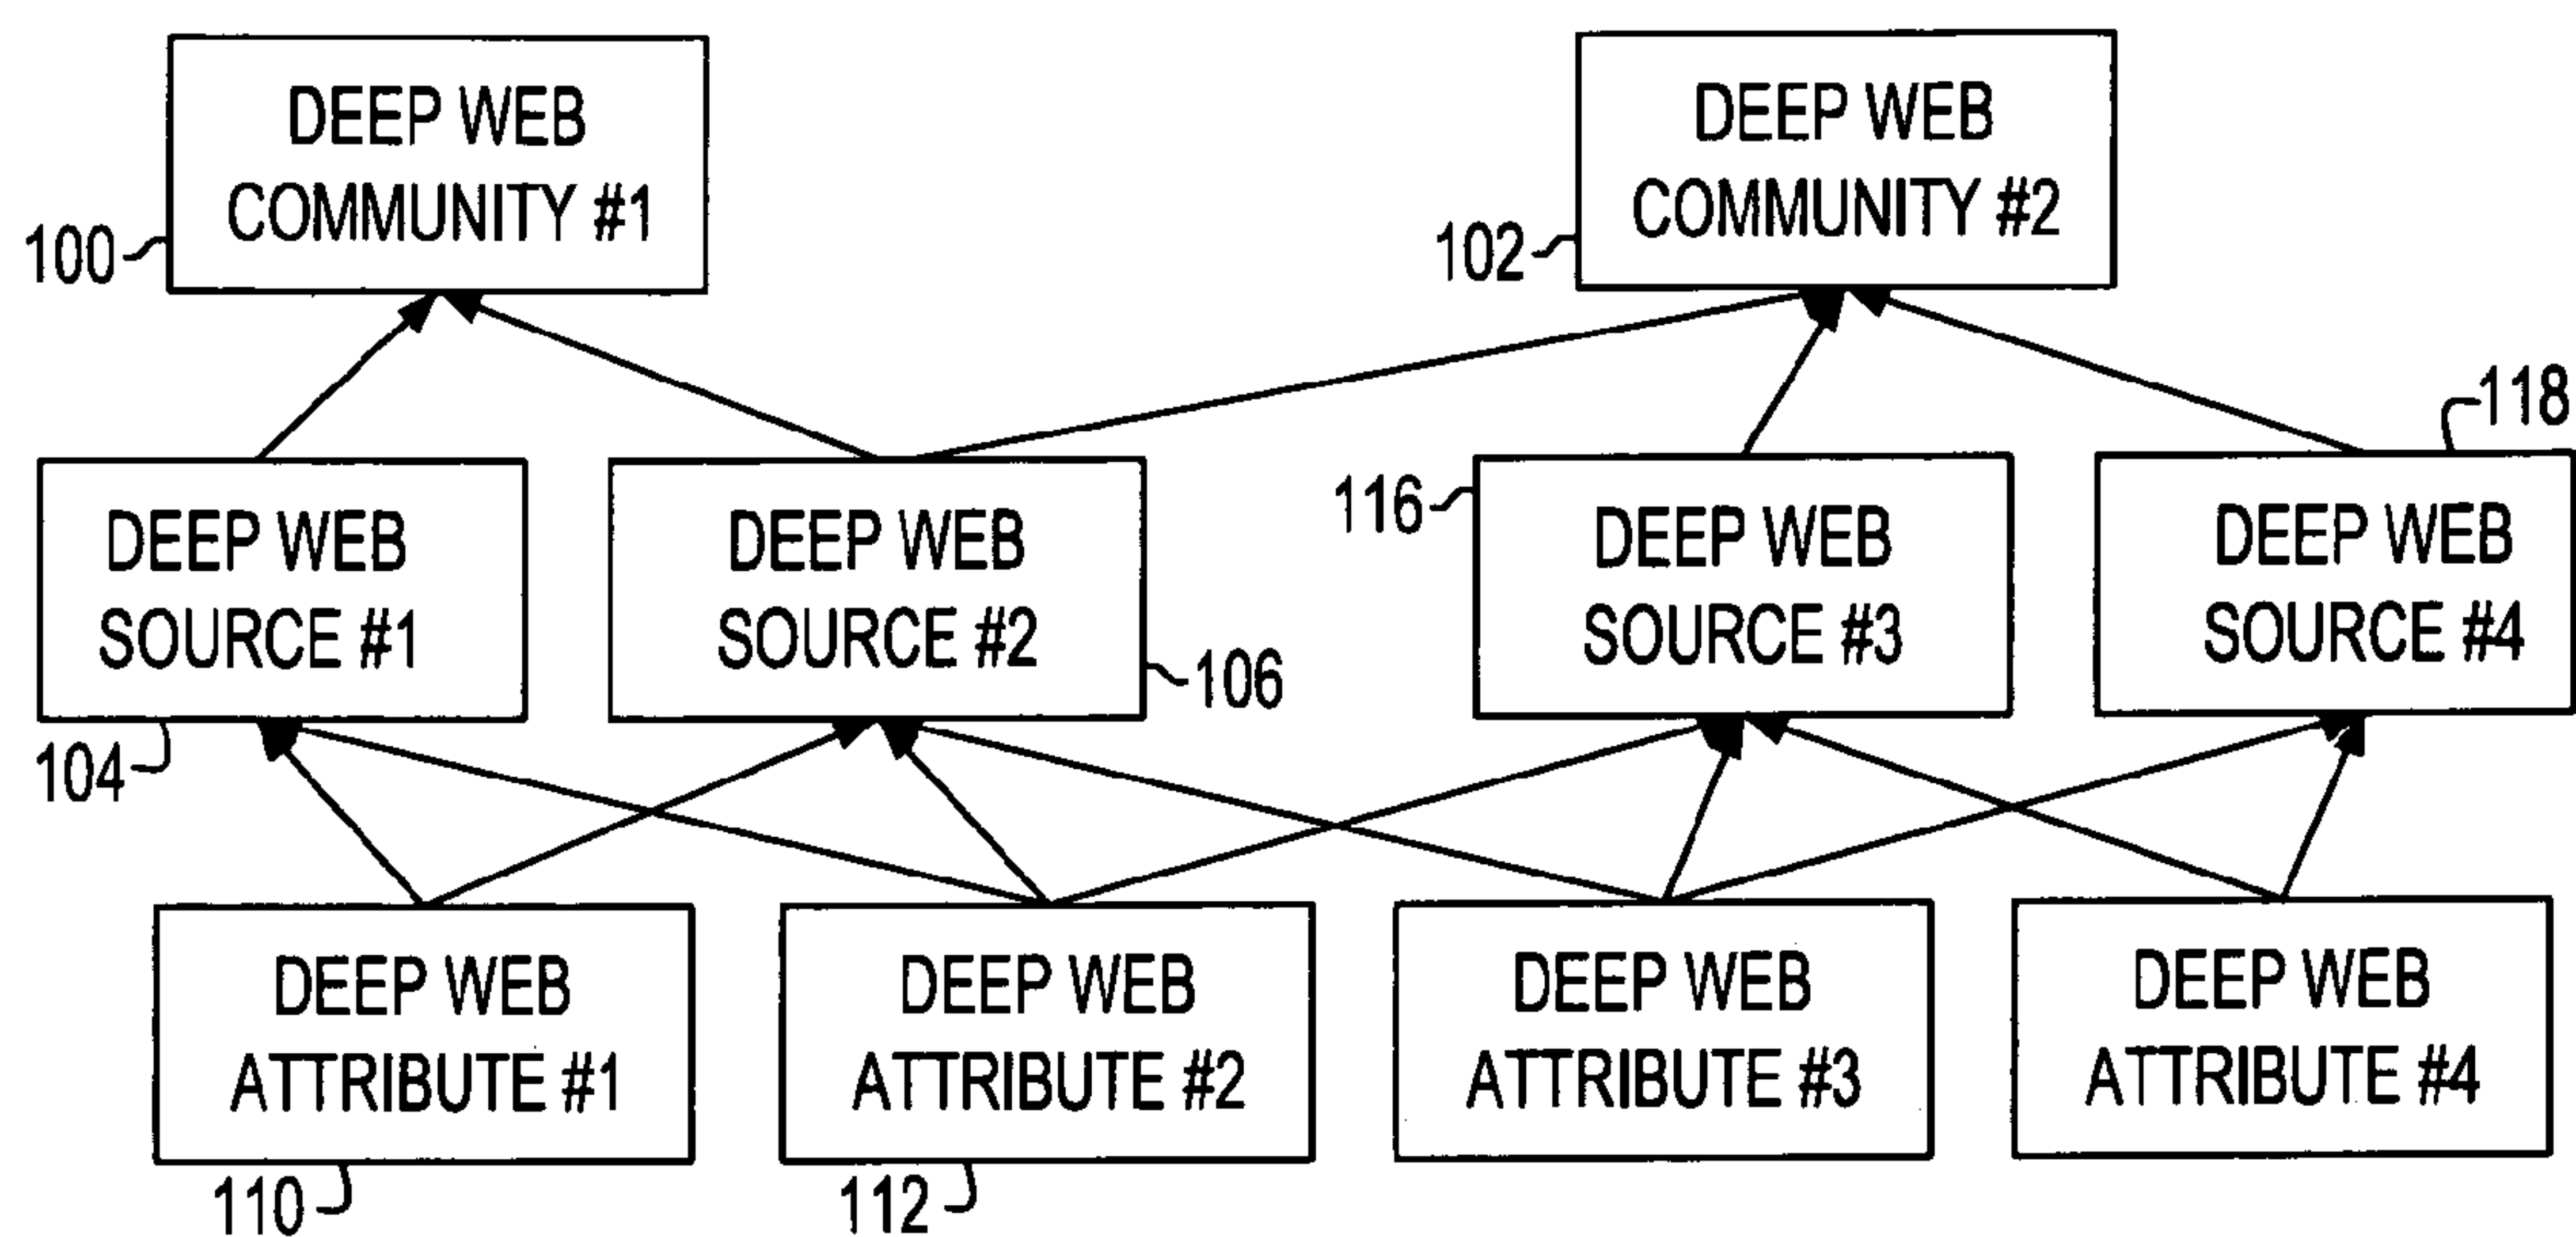 DEEP WEB
COMMUNITY #1
100
DEEP WEB
COMMUNITY #2
102
118
DEEP WEB
SOURCE #1
104
DEEP WEB
SOURCE #2
106
116
DEEP WEB
SOURCE #3
DEEP WEB
SOURCE #4
DEEP WEB
ATTRIBUTE #1
110
DEEP WEB
ATTRIBUTE #2
112
DEEP WEB
ATTRIBUTE #3
DEEP WEB
ATTRIBUTE #4